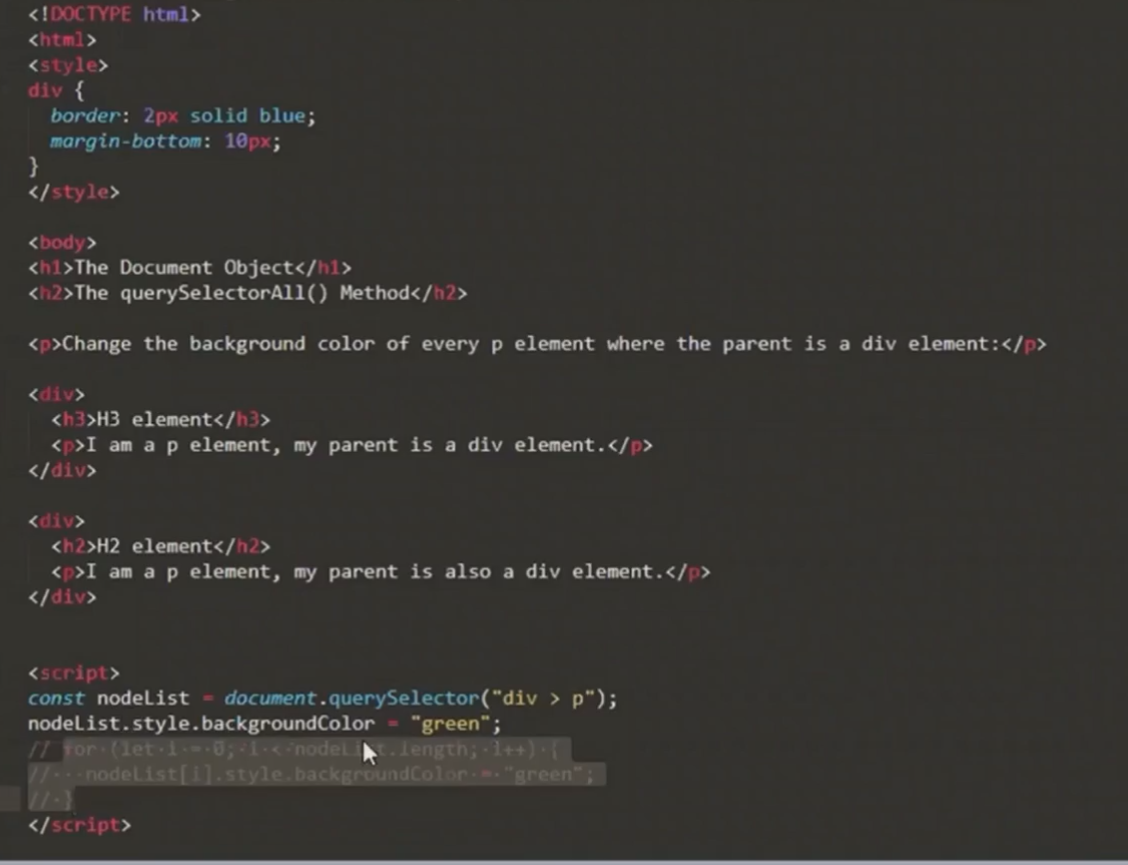 <!DOCTYPE html>
<html>
<style>
div {
  border: 2px solid blue;
  margin-bottom: 10px;
}
</style>

<body>
<h1>The Document Object</h1>
<h2>The querySelectorAll() Method</h2>

<p>Change the background color of every p element where the parent is a div element:</p>

<div>
  <h3>H3 element</h3>
  <p>I am a p element, my parent is a div element.</p>
</div>

<div>
  <h2>H2 element</h2>
  <p>I am a p element, my parent is also a div element.</p>
</div>

<script>
const nodeList = document.querySelector("div > p");
nodeList.style.backgroundColor = "green";
// for (let i = 0; i < nodeList.length; i++) {
//   nodeList[i].style.backgroundColor = "green";
// }
</script>